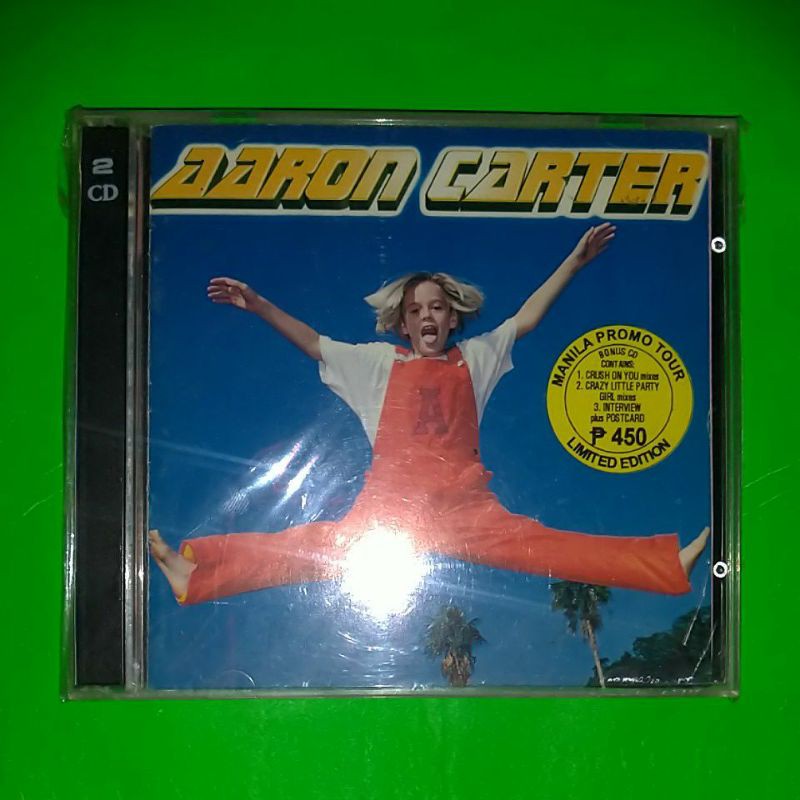 2
CD
AARON CARTER
A
MANILA PROMO TOUR
BONUS CD
CONTAINS:
1. CRUSH ON YOU mixes
2. CRAZY LITTLE PARTY
GIRL mixes
3. INTERVIEW
plus POSTCARD
₱ 450
LIMITED EDITION